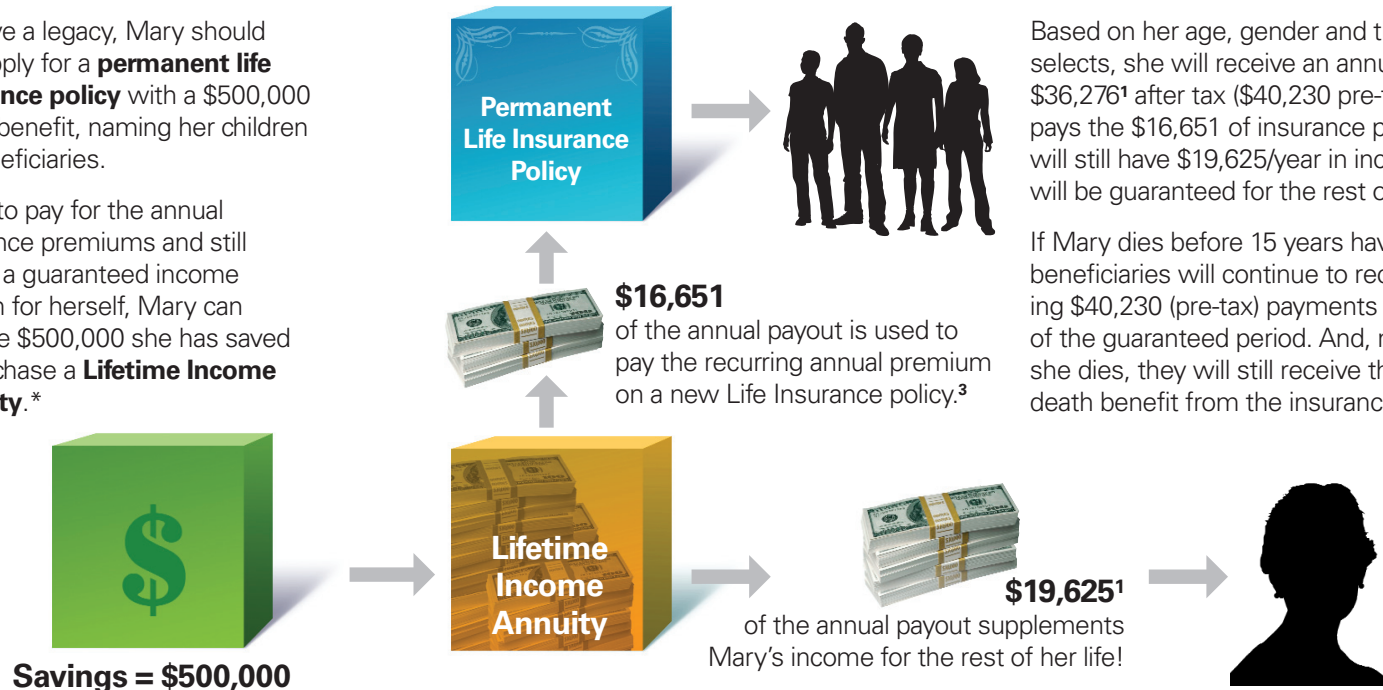 ve a legacy, Mary should
pply for a permanent life
ance policy with a $500,000
benefit, naming her children
eficiaries.
to pay for the annual
nce premiums and still
a guaranteed income
n for herself, Mary can
e $500,000 she has saved
chase a Lifetime Income
ty.*
$
Savings = $500,000
Permanent
Life Insurance
Policy
$16,651
of the annual payout is used to
pay the recurring annual premium
on a new Life Insurance policy.³
Lifetime
Income
Annuity
$19,625¹
of the annual payout supplements
Mary’s income for the rest of her life!
Based on her age, gender and t
selects, she will receive an annu
$36,276¹ after tax ($40,230 pre-t
pays the $16,651 of insurance p
will still have $19,625/year in inc
will be guaranteed for the rest o
If Mary dies before 15 years hav
beneficiaries will continue to rec
ing $40,230 (pre-tax) payments
of the guaranteed period. And, r
she dies, they will still receive th
death benefit from the insuranc